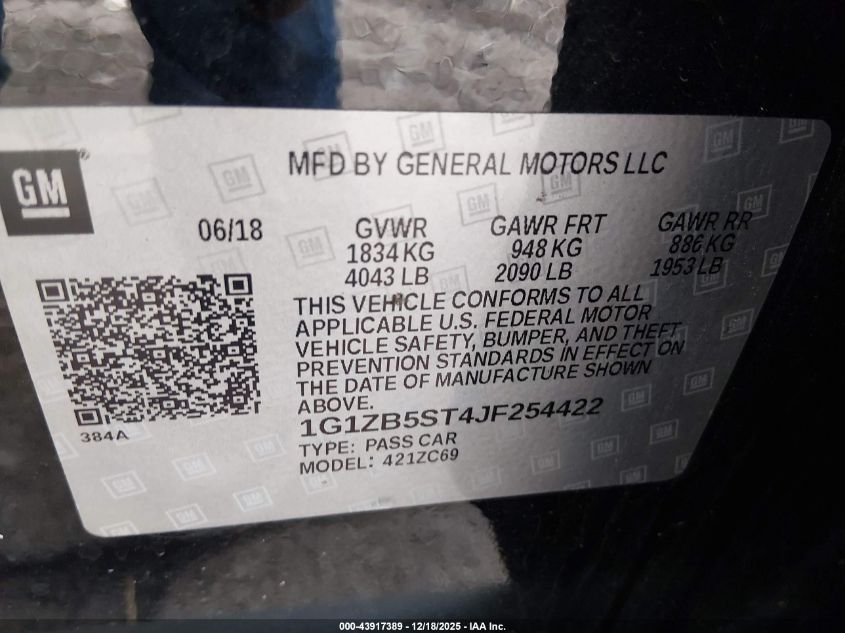 GM
MFD BY GENERAL MOTORS LLC
06/18
GVWR GAWR FRT GAWR RR
1834 KG 948 KG 886 KG
4043 LB 2090 LB 1953 LB
THIS VEHICLE CONFORMS TO ALL
APPLICABLE U.S. FEDERAL MOTOR
VEHICLE SAFETY, BUMPER, AND THEFT
PREVENTION STANDARDS IN EFFECT ON
THE DATE OF MANUFACTURE SHOWN
ABOVE.
1G1ZB5ST4JF254422
TYPE: PASS CAR
MODEL: 421ZC69
384A
000-43917389 - 12/18/2025 - IAA Inc.